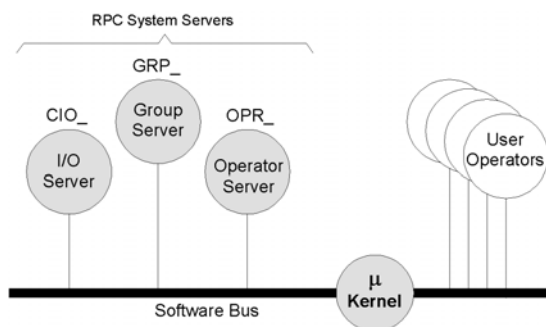 RPC System Servers
GRP_
CIO_
OPR_
Group
Server
I/O
Server
Operator
Server
User
Operators
μ
Kernel
Software Bus